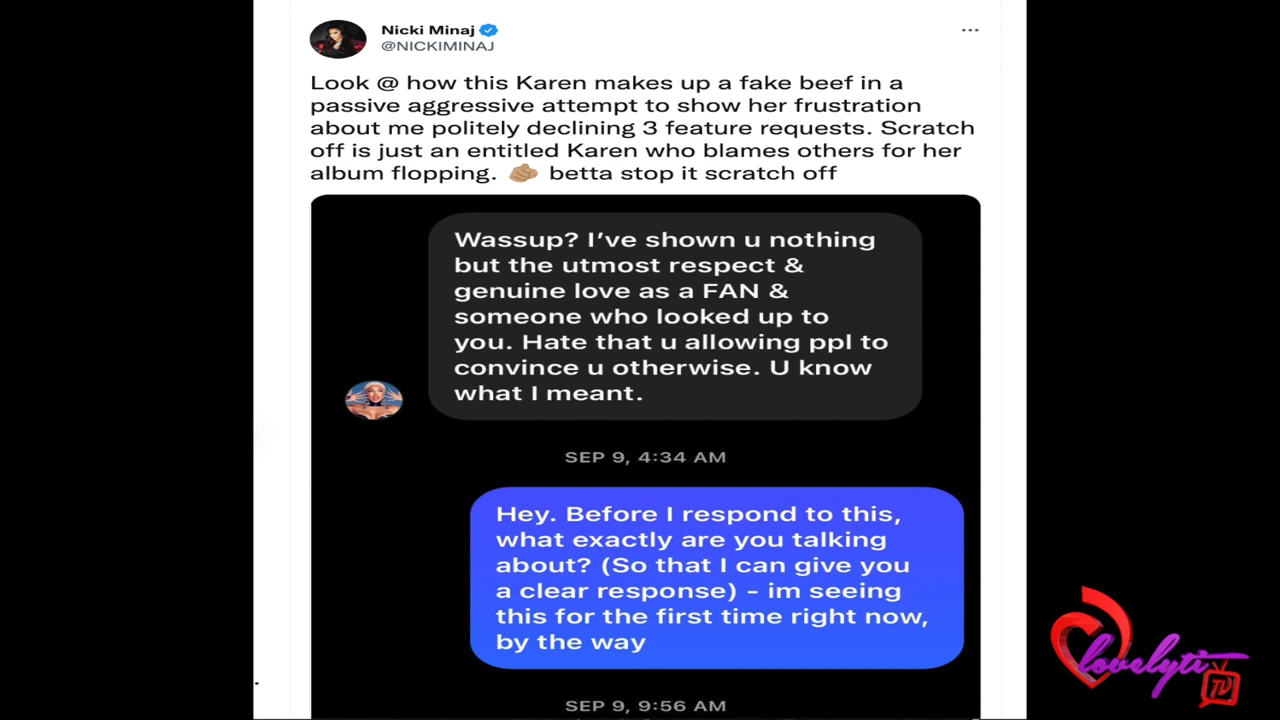 Nicki Minaj
@NICKIMINAJ
Look @ how this Karen makes up a fake beef in a
passive aggressive attempt to show her frustration
about me politely declining 3 feature requests. Scratch
off is just an entitled Karen who blames others for her
album flopping. 🫵🏽 betta stop it scratch off
Wassup? I’ve shown u nothing
but the utmost respect &
genuine love as a FAN &
someone who looked up to
you. Hate that u allowing ppl to
convince u otherwise. U know
what I meant.
SEP 9, 4:34 AM
Hey. Before I respond to this,
what exactly are you talking
about? (So that I can give you
a clear response) - im seeing
this for the first time right now,
by the way
SEP 9, 9:56 AM
lovelyti
TV